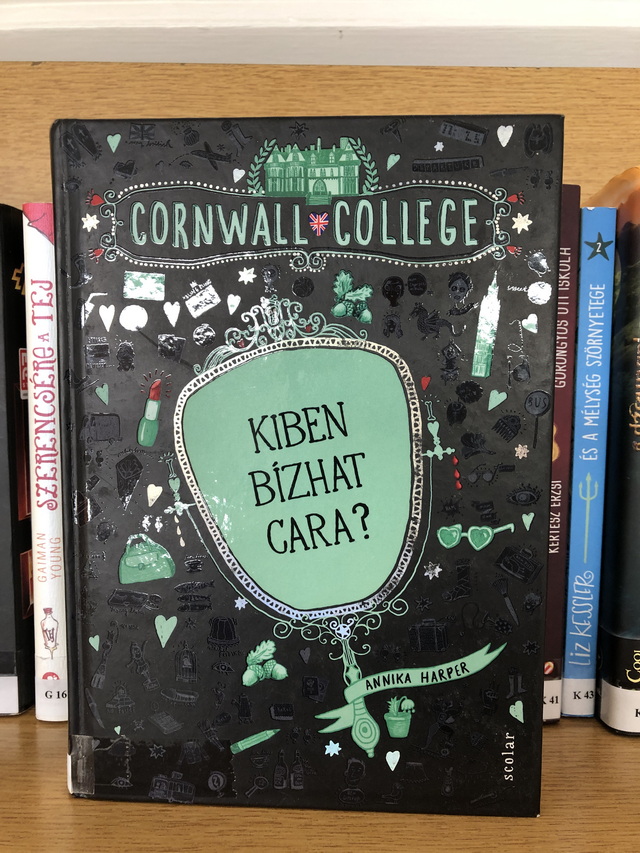 CORNWALL COLLEGE
KIBEN
BÍZHAT
CARA?
ANNIKA HARPER
scolar
GAIMAN
YOUNG
SZERENCSÉRE A TEJ
G 16
KERTÉSZ ERZSI
GÖRÖNGYÖS ÚTI ISKOLA
K 41
2
LIZ KESSLER
ÉS A MÉLYSÉG SZÖRNYETEGE
K 43